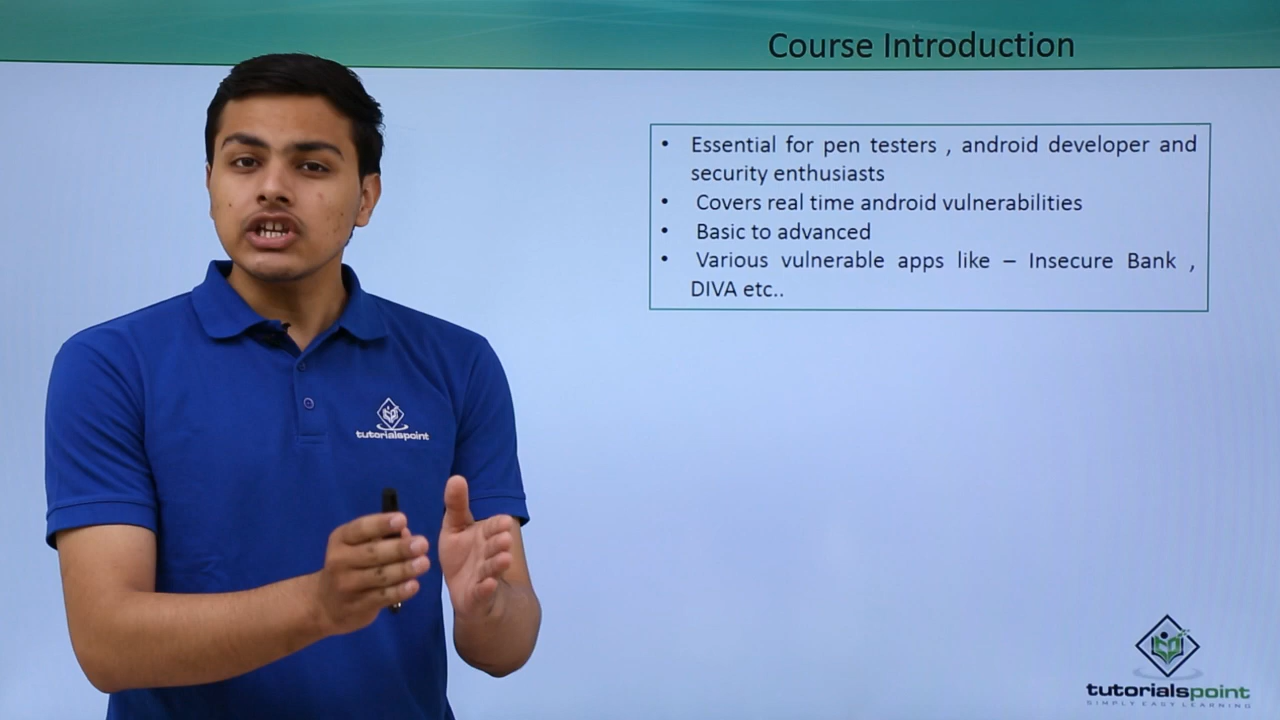 Course Introduction
• Essential for pen testers , android developer and
security enthusiasts
• Covers real time android vulnerabilities
• Basic to advanced
• Various vulnerable apps like – Insecure Bank ,
DIVA etc..
tutorialspoint
tutorialspoint
SIMPLY EASY LEARNING